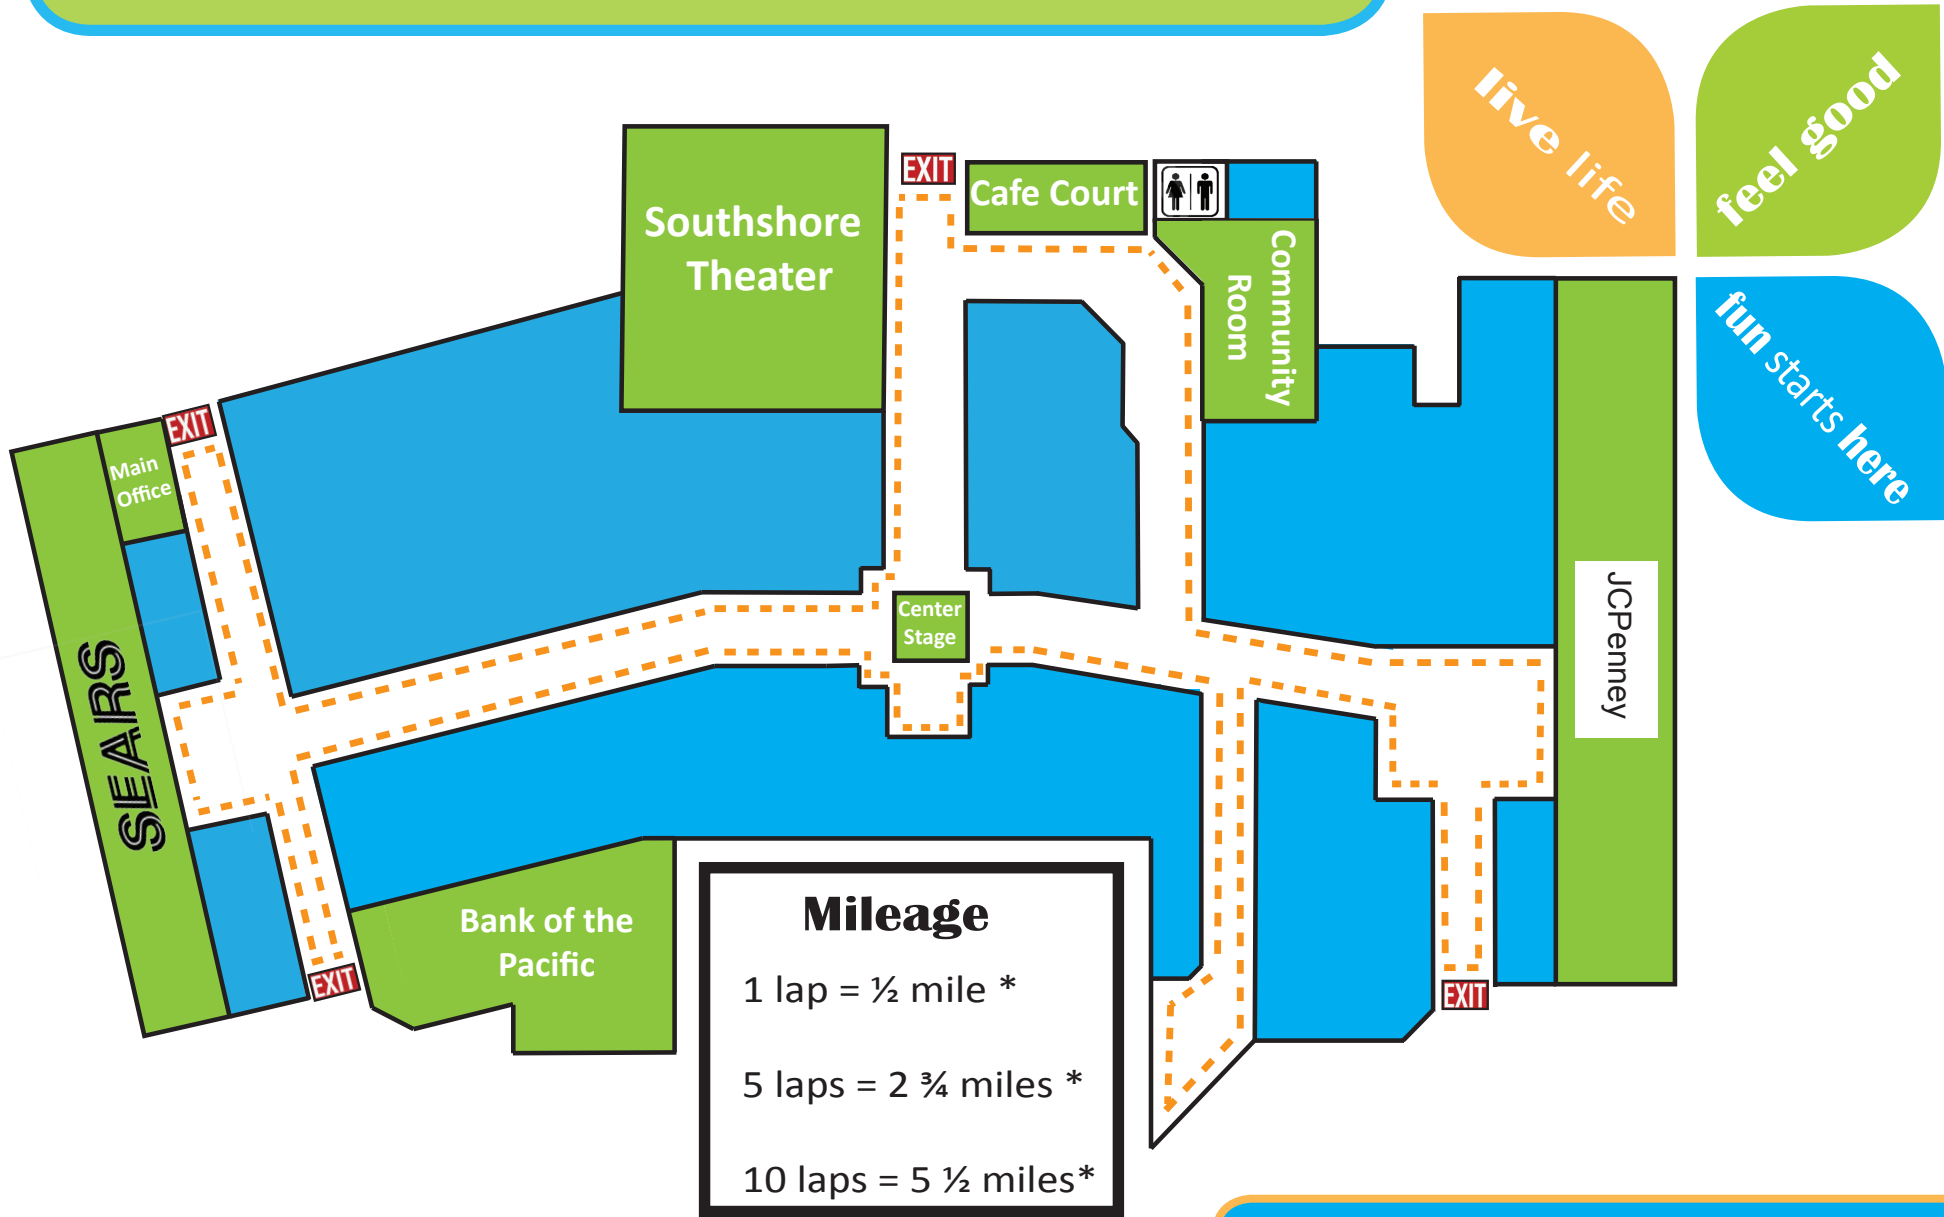 live life
feel good
fun starts here
EXIT
Cafe Court
Southshore
Theater
Community
Room
EXIT
Main
Office
SEARS
Center
Stage
JCPenney
Bank of the
Pacific
EXIT
EXIT
Mileage
1 lap = ½ mile *
5 laps = 2 ¾ miles *
10 laps = 5 ½ miles*